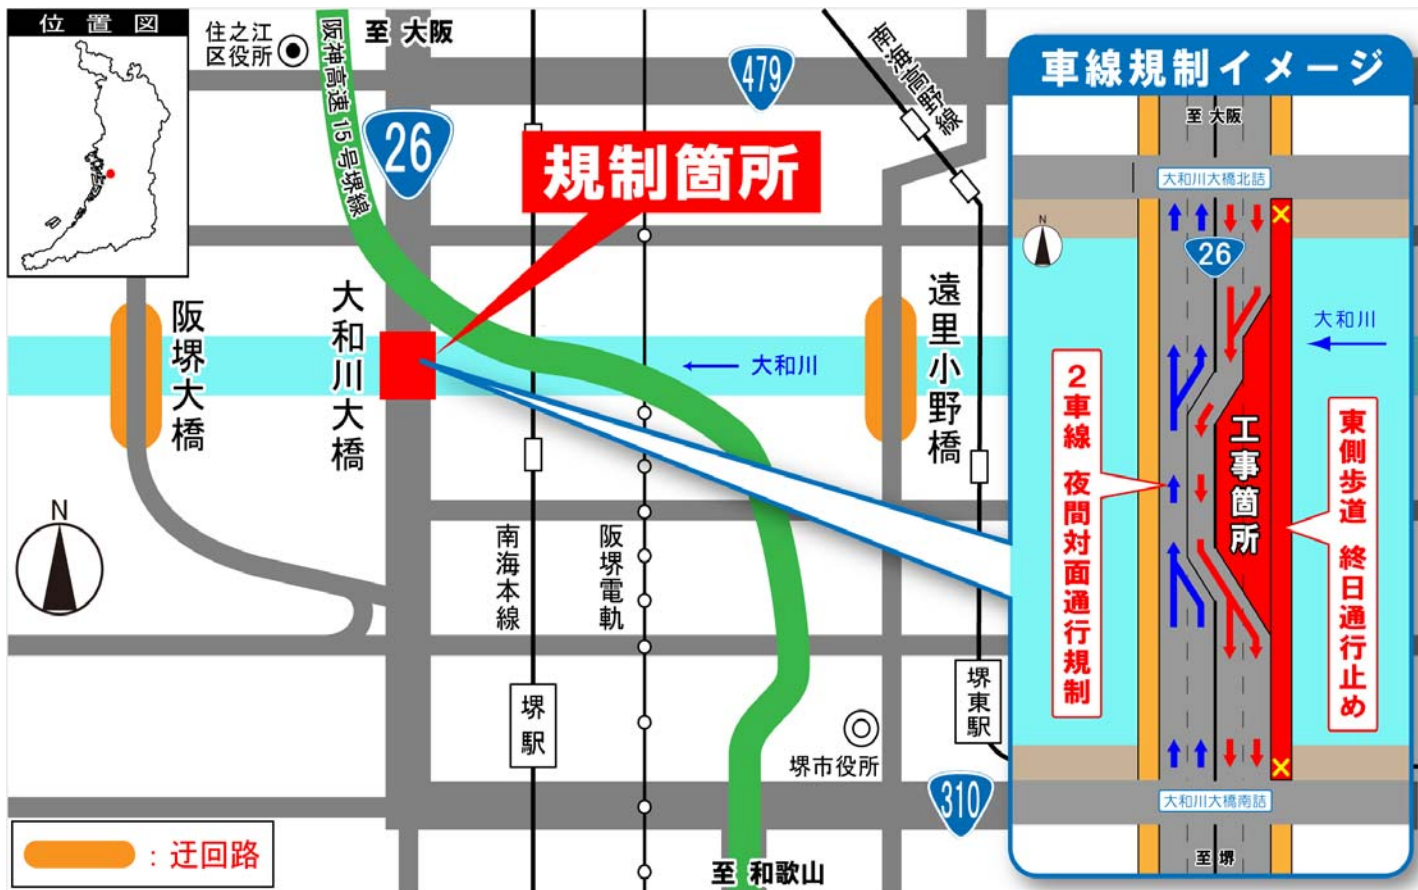 位置図
住之江
区役所
至 大阪
阪神高速 15号堺線
26
479
南海高野線
規制箇所
阪堺大橋
大和川大橋
遠里小野橋
← 大和川
N
南海本線
阪堺電軌
堺駅
堺東駅
堺市役所
310
至 和歌山
：迂回路
車線規制イメージ
至 大阪
大和川大橋北詰
N
26
大和川
2車線 夜間対面通行規制
工事箇所
東側歩道 終日通行止め
大和川大橋南詰
至 堺